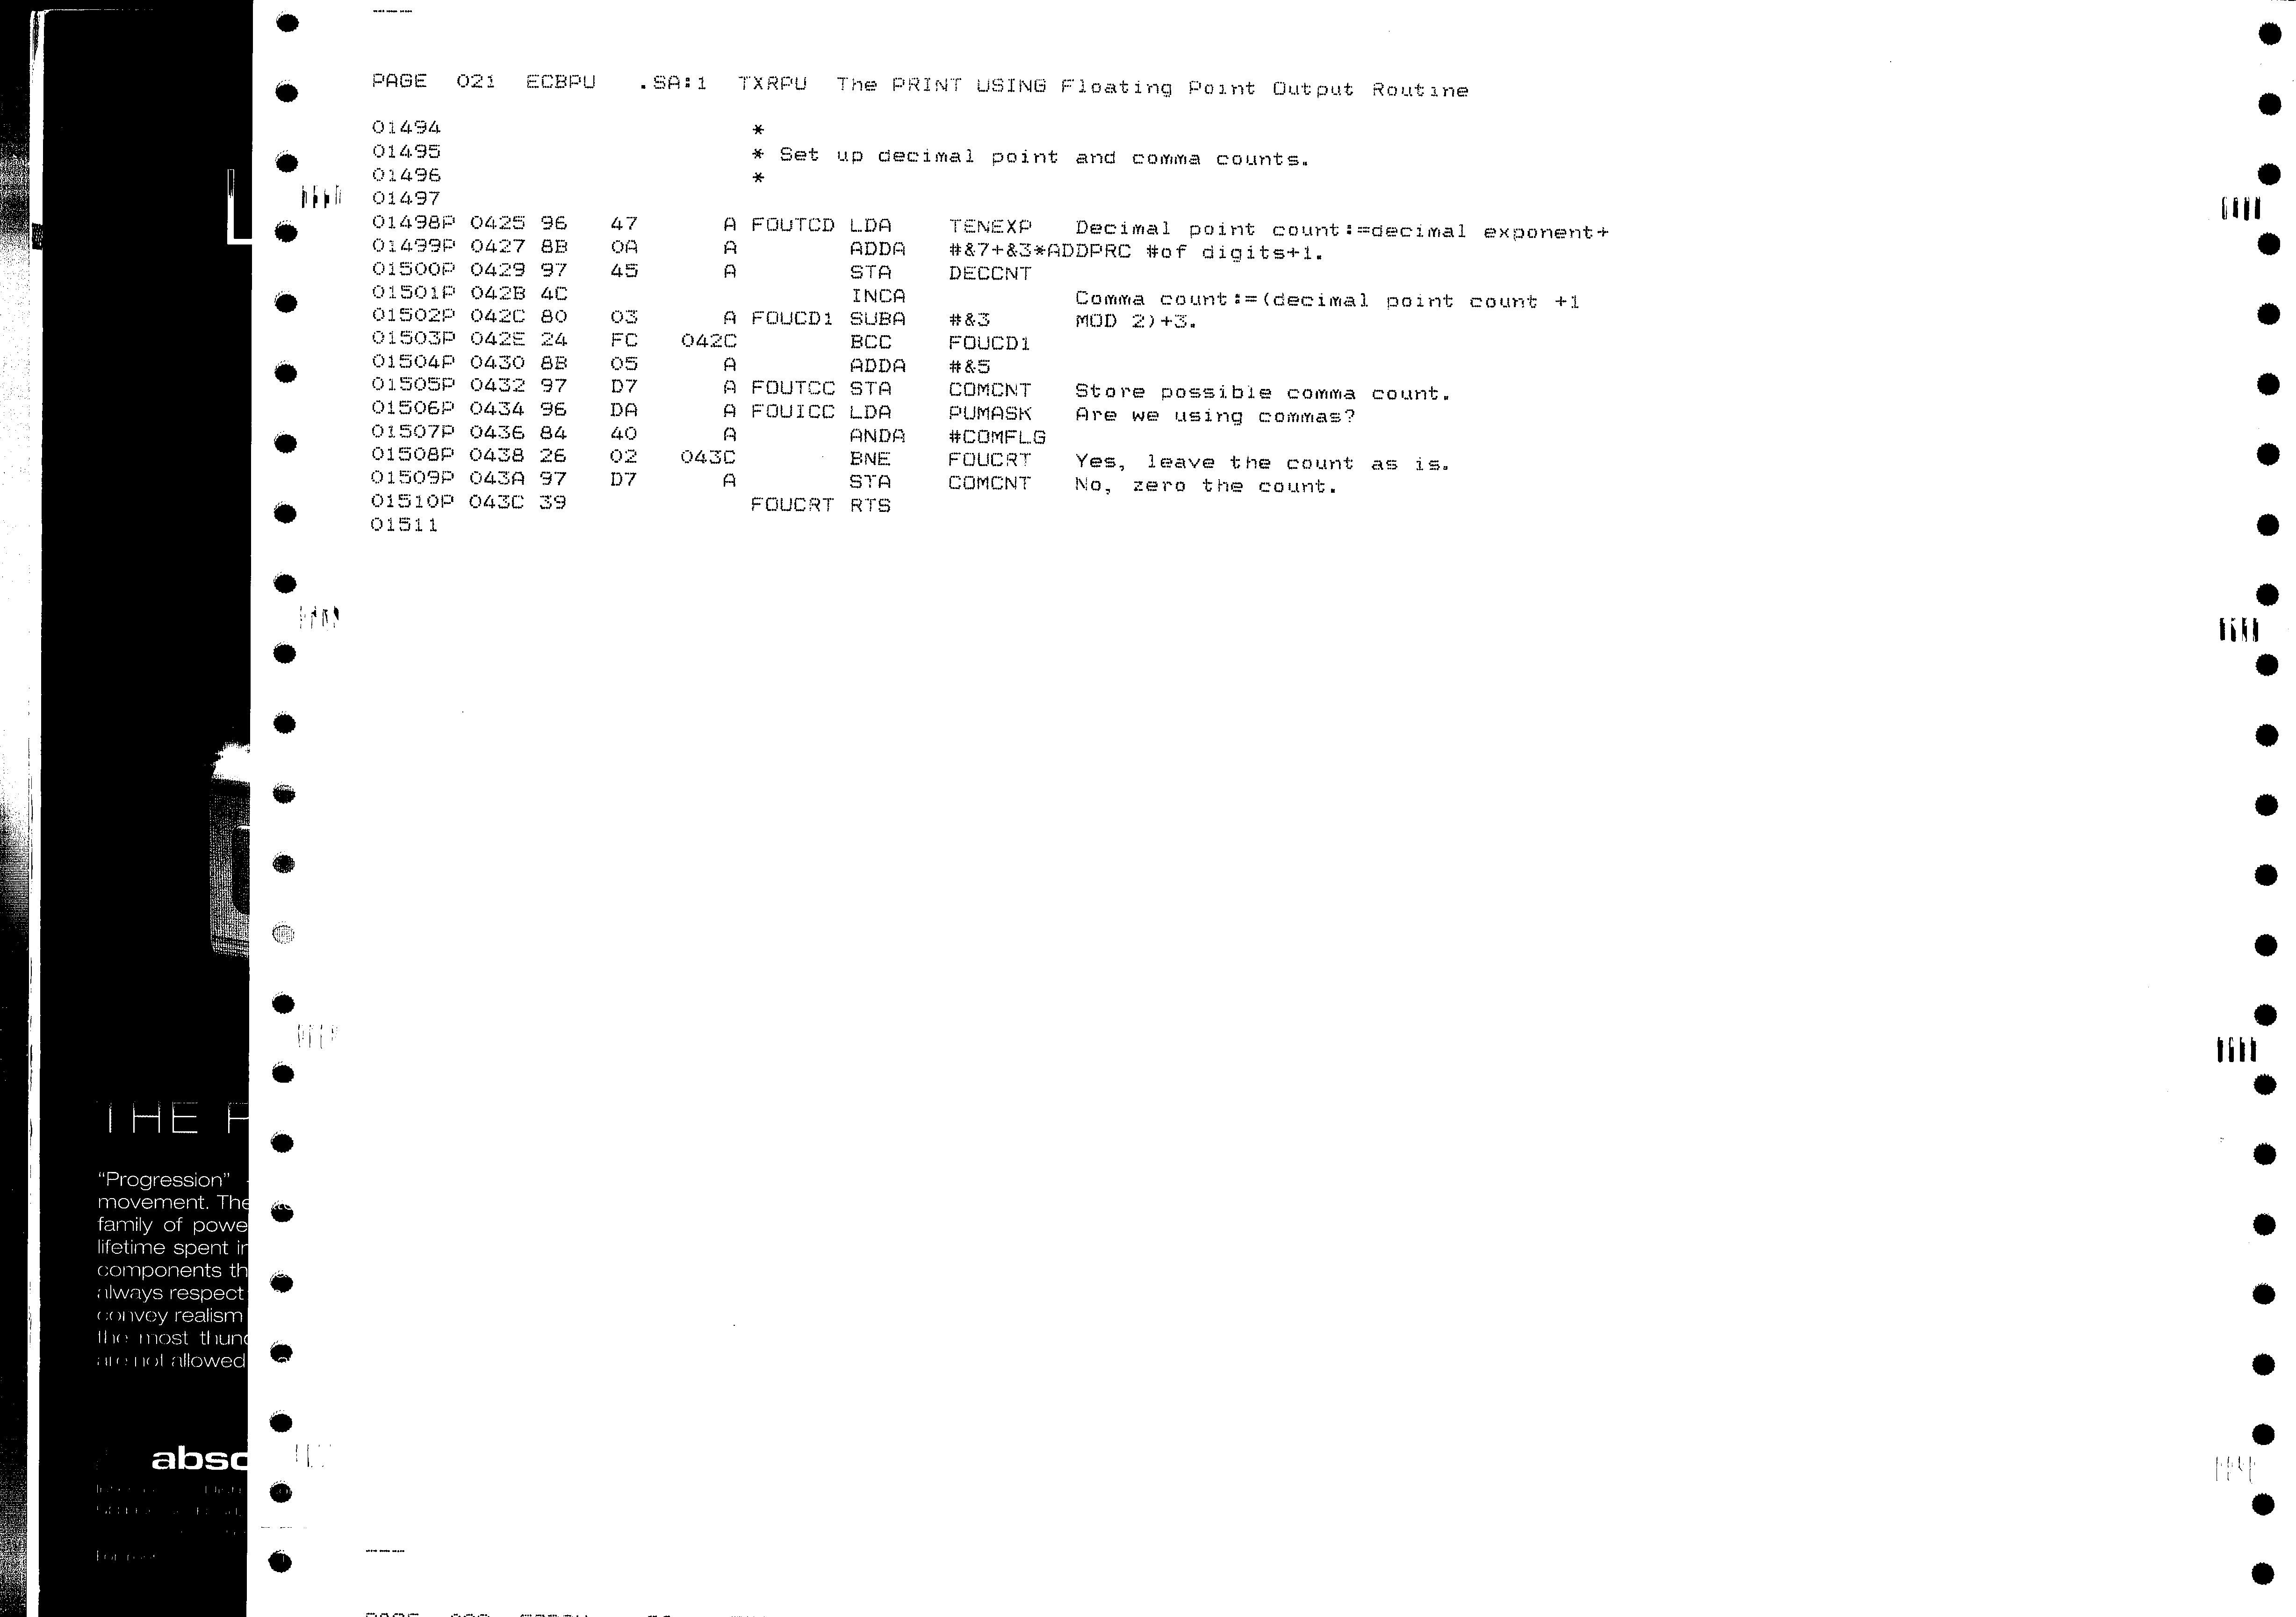 PAGE 021 ECBPU .SA:1 TXRPU The PRINT USING Floating Point Output Routine
01494 *
01495 * Set up decimal point and comma counts.
01496 *
01497
01498P 0425 96 47 A FOUTCD LDA TENEXP Decimal point count:=decimal exponent+
01499P 0427 8B 0A A ADDA #&7+&3*ADDPRC #of digits+1.
01500P 0429 97 45 A STA DECCNT
01501P 042B 4C INCA Comma count:=(decimal point count +1
01502P 042C 80 03 A FOUCD1 SUBA #&3 MOD 2)+3.
01503P 042E 24 FC 042C BCC FOUCD1
01504P 0430 8B 05 A ADDA #&5
01505P 0432 97 D7 A FOUTCC STA COMCNT Store possible comma count.
01506P 0434 96 DA A FOUICC LDA PUMASK Are we using commas?
01507P 0436 84 40 A ANDA #COMFLG
01508P 0438 26 02 043C BNE FOUCRT Yes, leave the count as is.
01509P 043A 97 D7 A STA COMCNT No, zero the count.
01510P 043C 39 FOUCRT RTS
01511
THE P
"Progression"
movement. The
family of powe
lifetime spent in
components th
always respect
convey realism
the most thund
are not allowed
abso